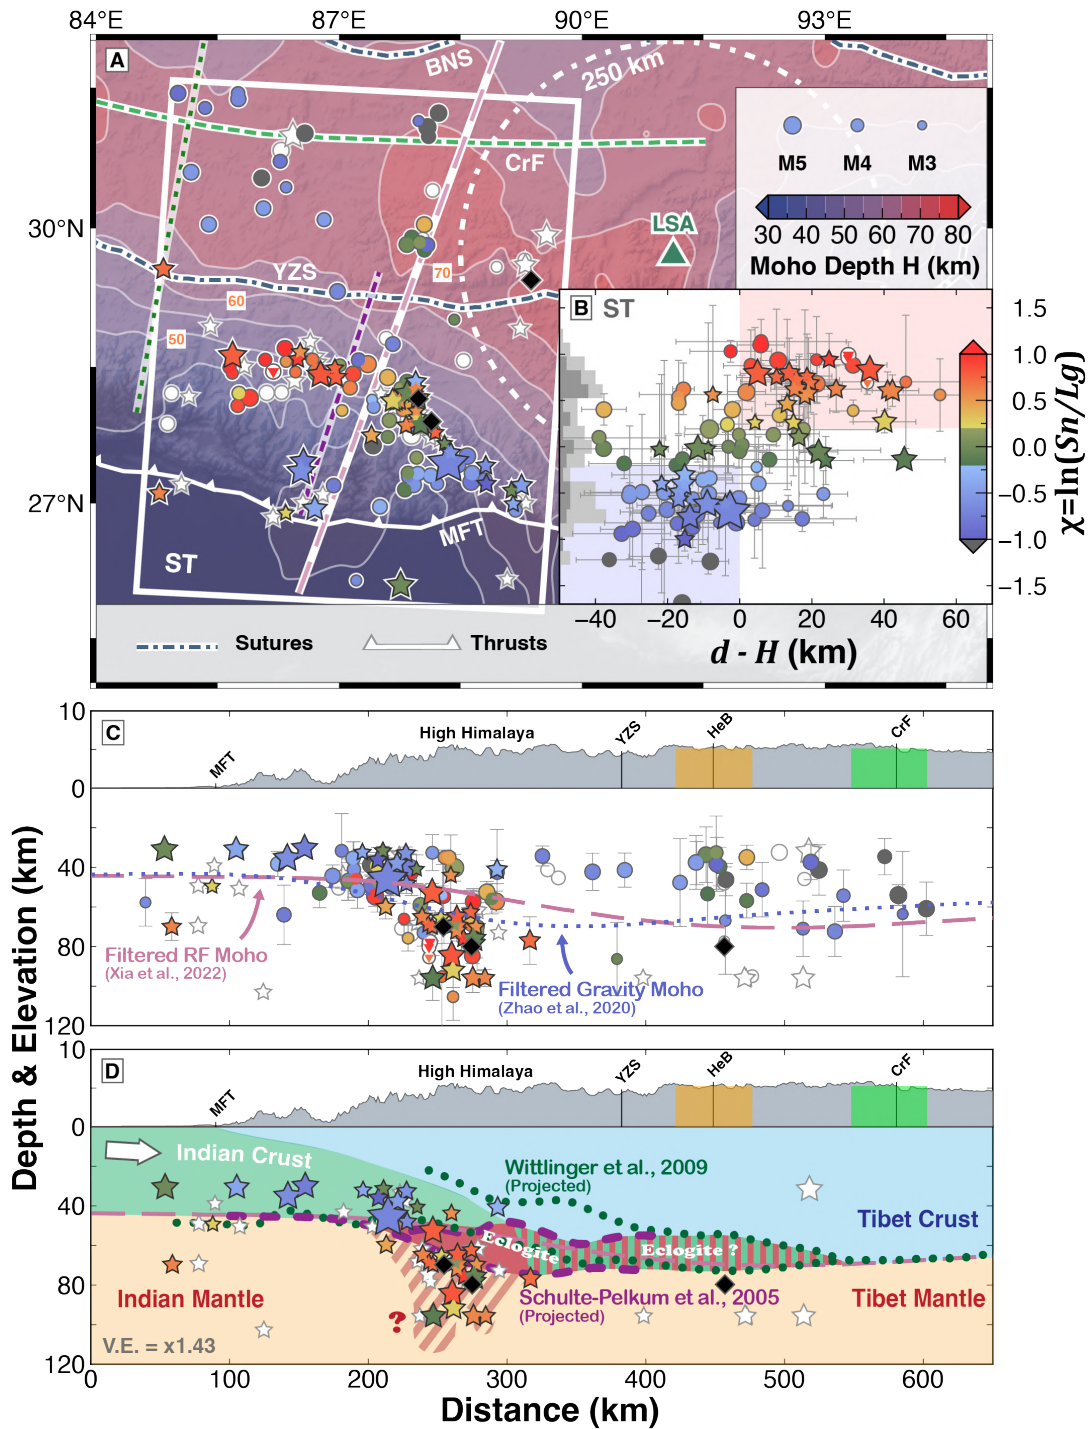 84°E 87°E 90°E 93°E
A
BNS
250 km
CrF
M5 M4 M3
30 40 50 60 70 80
Moho Depth H (km)
LSA
30°N
YZS
70
60
50
27°N
MFT
ST
Sutures
Thrusts
B ST
1.5
1.0
0.5
0.0
−0.5
−1.0
−1.5
χ=ln(Sn/Lg)
−40 −20 0 20 40 60
d - H (km)
Depth & Elevation (km)
10
C
High Himalaya
MFT
YZS
HeB
CrF
0
40
80
120
Filtered RF Moho
(Xia et al., 2022)
Filtered Gravity Moho
(Zhao et al., 2020)
10
D
High Himalaya
MFT
YZS
HeB
CrF
0
40
80
120
Indian Crust
Wittlinger et al., 2009
(Projected)
Tibet Crust
Eclogite
Eclogite ?
Indian Mantle
Schulte-Pelkum et al., 2005
(Projected)
Tibet Mantle
?
V.E. = x1.43
0 100 200 300 400 500 600
Distance (km)